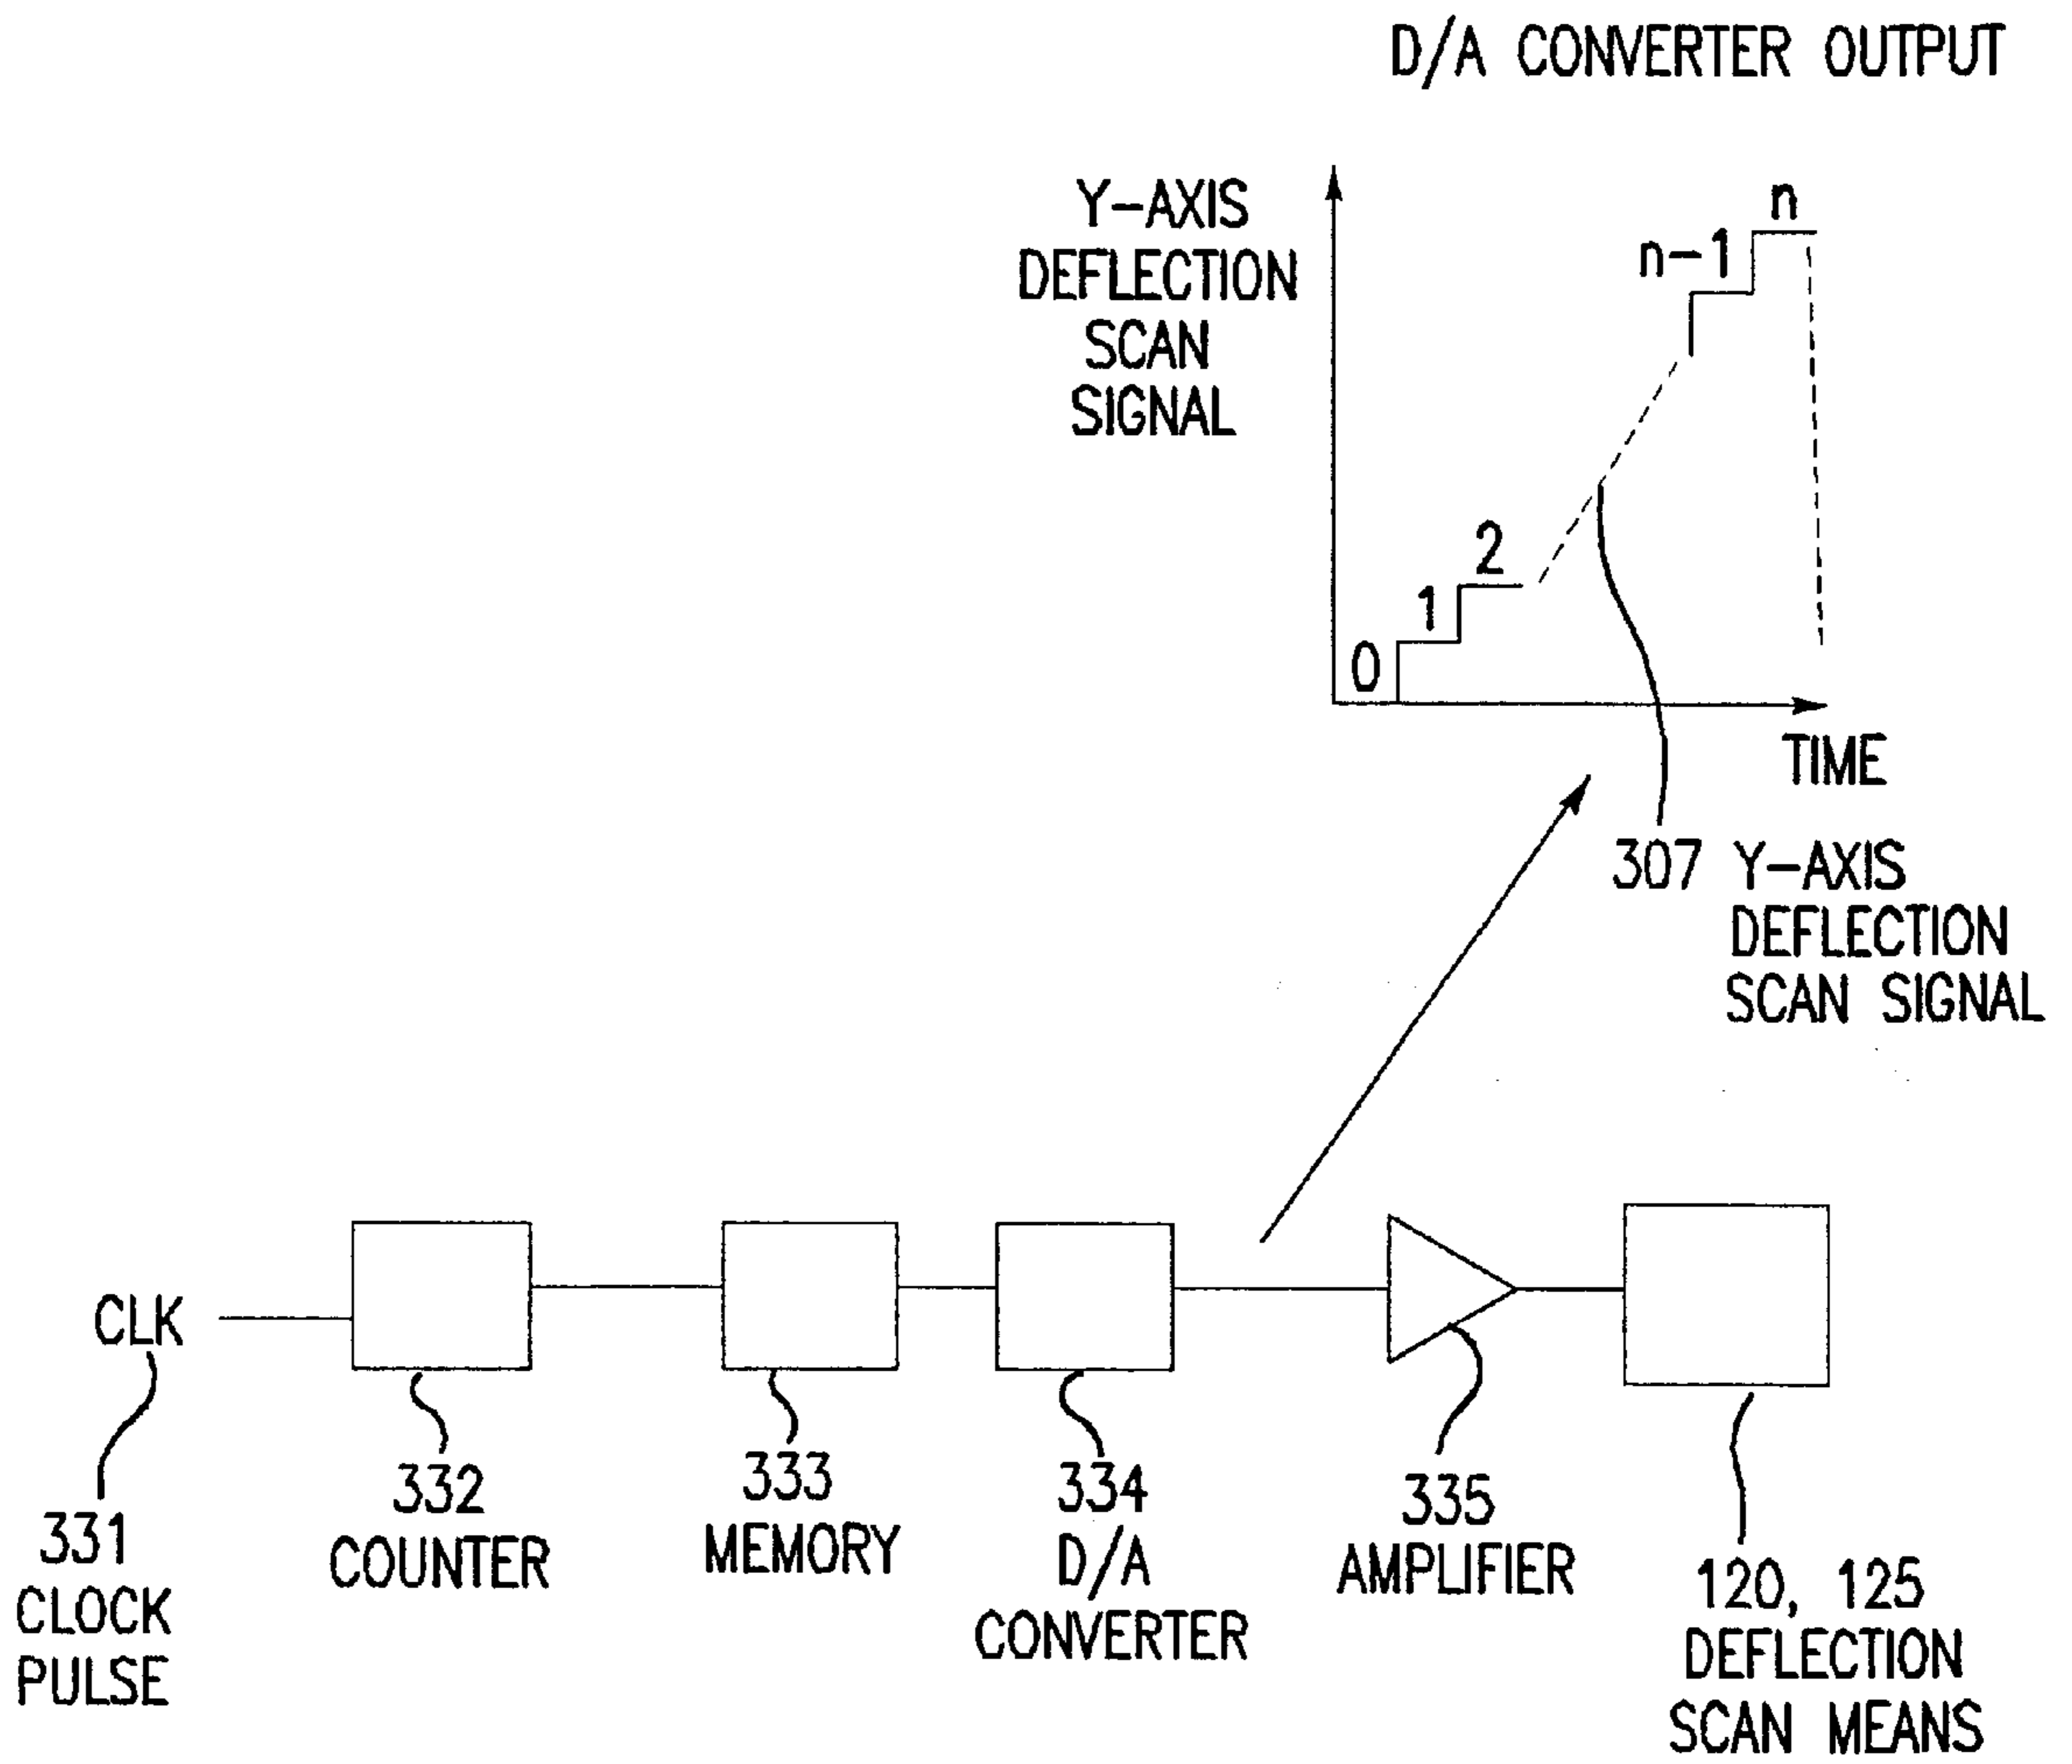 D/A CONVERTER OUTPUT
Y-AXIS
DEFLECTION
SCAN
SIGNAL
n
n-1
2
1
0
TIME
307 Y-AXIS
DEFLECTION
SCAN SIGNAL
CLK
331
CLOCK
PULSE
332
COUNTER
333
MEMORY
334
D/A
CONVERTER
335
AMPLIFIER
120, 125
DEFLECTION
SCAN MEANS